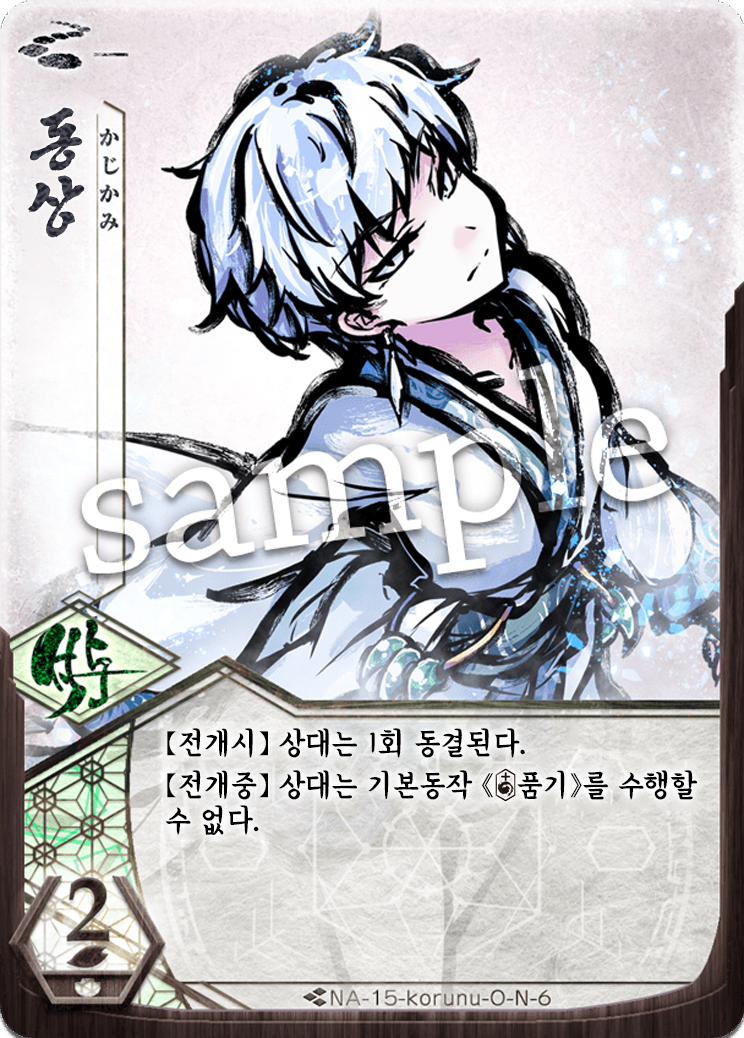 동상
かじかみ
sample
부여
【전개시】 상대는 1회 동결된다.
【전개중】 상대는 기본동작 《품기》를 수행할
수 없다.
2
NA-15-korunu-O-N-6